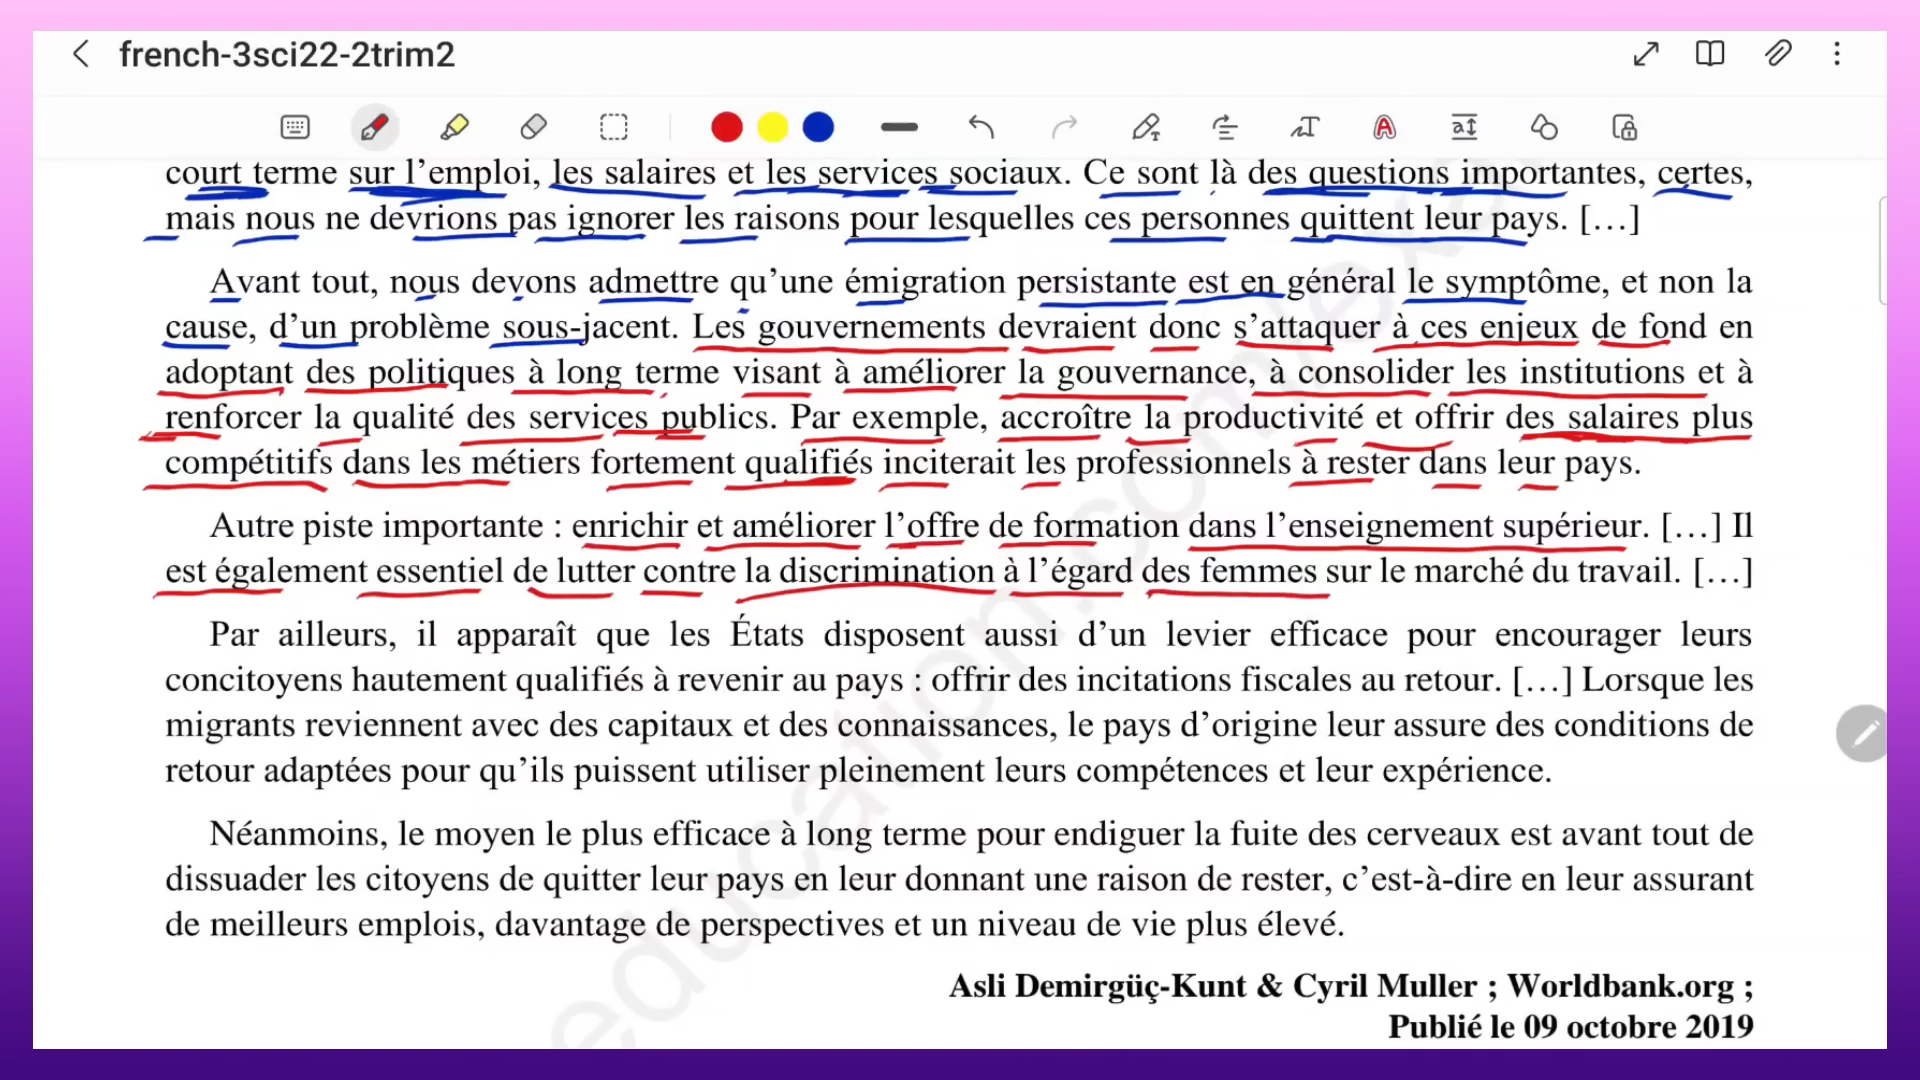 french-3sci22-2trim2
court terme sur l’emploi, les salaires et les services sociaux. Ce sont là des questions importantes, certes,
mais nous ne devrions pas ignorer les raisons pour lesquelles ces personnes quittent leur pays. […]
Avant tout, nous devons admettre qu’une émigration persistante est en général le symptôme, et non la
cause, d’un problème sous-jacent. Les gouvernements devraient donc s’attaquer à ces enjeux de fond en
adoptant des politiques à long terme visant à améliorer la gouvernance, à consolider les institutions et à
renforcer la qualité des services publics. Par exemple, accroître la productivité et offrir des salaires plus
compétitifs dans les métiers fortement qualifiés inciterait les professionnels à rester dans leur pays.
Autre piste importante : enrichir et améliorer l’offre de formation dans l’enseignement supérieur. […] Il
est également essentiel de lutter contre la discrimination à l’égard des femmes sur le marché du travail. […]
Par ailleurs, il apparaît que les États disposent aussi d’un levier efficace pour encourager leurs
concitoyens hautement qualifiés à revenir au pays : offrir des incitations fiscales au retour. […] Lorsque les
migrants reviennent avec des capitaux et des connaissances, le pays d’origine leur assure des conditions de
retour adaptées pour qu’ils puissent utiliser pleinement leurs compétences et leur expérience.
Néanmoins, le moyen le plus efficace à long terme pour endiguer la fuite des cerveaux est avant tout de
dissuader les citoyens de quitter leur pays en leur donnant une raison de rester, c’est-à-dire en leur assurant
de meilleurs emplois, davantage de perspectives et un niveau de vie plus élevé.
Asli Demirgüç-Kunt & Cyril Muller ; Worldbank.org ;
Publié le 09 octobre 2019